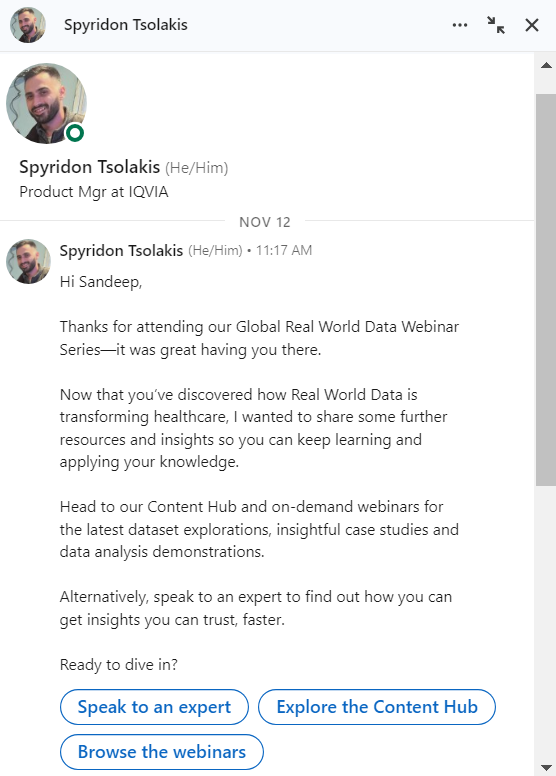 Spyridon Tsolakis
Spyridon Tsolakis (He/Him)
Product Mgr at IQVIA
NOV 12
Spyridon Tsolakis (He/Him) • 11:17 AM
Hi Sandeep,
Thanks for attending our Global Real World Data Webinar
Series—it was great having you there.
Now that you’ve discovered how Real World Data is
transforming healthcare, I wanted to share some further
resources and insights so you can keep learning and
applying your knowledge.
Head to our Content Hub and on-demand webinars for
the latest dataset explorations, insightful case studies and
data analysis demonstrations.
Alternatively, speak to an expert to find out how you can
get insights you can trust, faster.
Ready to dive in?
Speak to an expert
Explore the Content Hub
Browse the webinars